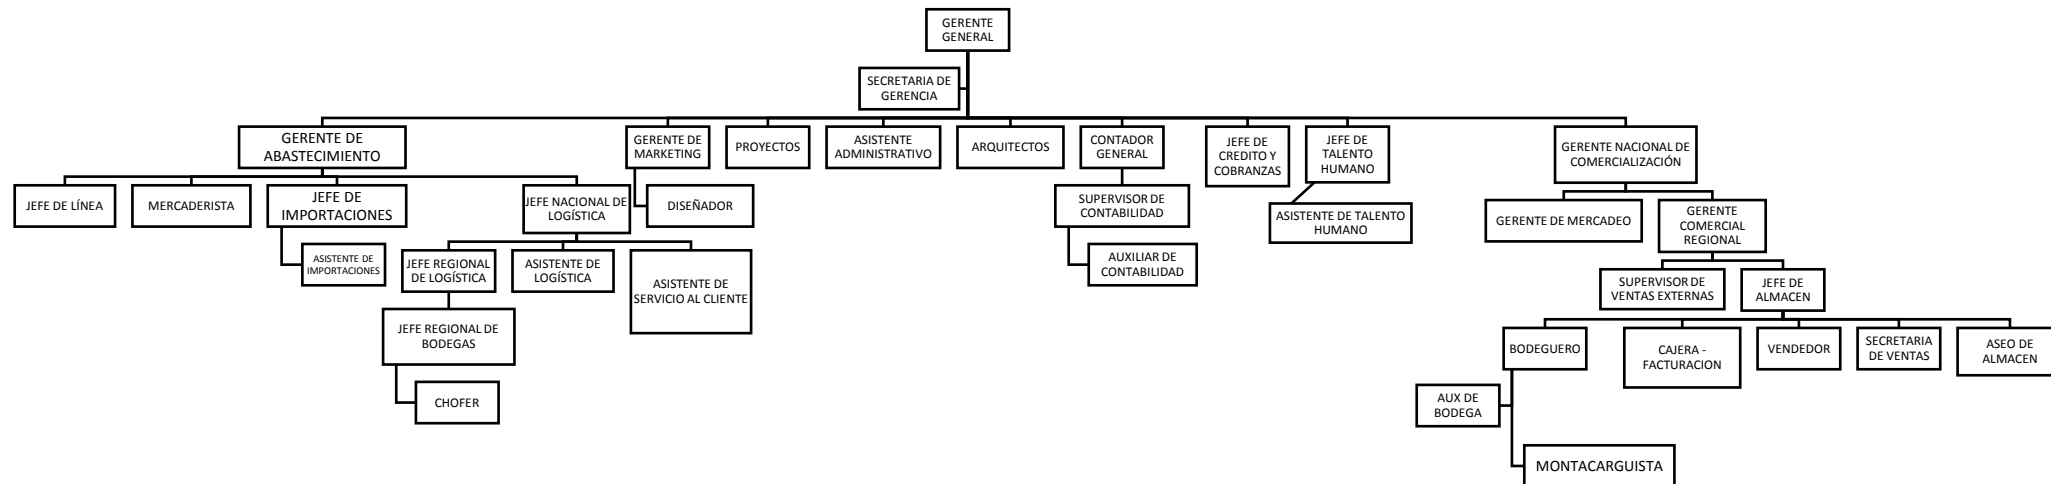 GERENTE
GENERAL
SECRETARIA DE
GERENCIA
GERENTE DE
ABASTECIMIENTO
GERENTE DE
MARKETING
PROYECTOS
ASISTENTE
ADMINISTRATIVO
ARQUITECTOS
CONTADOR
GENERAL
JEFE DE
CREDITO Y
COBRANZAS
JEFE DE
TALENTO
HUMANO
GERENTE NACIONAL DE
COMERCIALIZACIÓN
JEFE DE LÍNEA
MERCADERISTA
JEFE DE
IMPORTACIONES
JEFE NACIONAL DE
LOGÍSTICA
DISEÑADOR
SUPERVISOR DE
CONTABILIDAD
ASISTENTE DE TALENTO
HUMANO
GERENTE DE MERCADEO
GERENTE
COMERCIAL
REGIONAL
ASISTENTE DE
IMPORTACIONES
JEFE REGIONAL
DE LOGÍSTICA
ASISTENTE DE
LOGÍSTICA
ASISTENTE DE
SERVICIO AL CLIENTE
AUXILIAR DE
CONTABILIDAD
SUPERVISOR DE
VENTAS EXTERNAS
JEFE DE
ALMACEN
JEFE REGIONAL DE
BODEGAS
BODEGUERO
CAJERA -
FACTURACION
VENDEDOR
SECRETARIA
DE VENTAS
ASEO DE
ALMACEN
CHOFER
AUX DE
BODEGA
MONTACARGUISTA